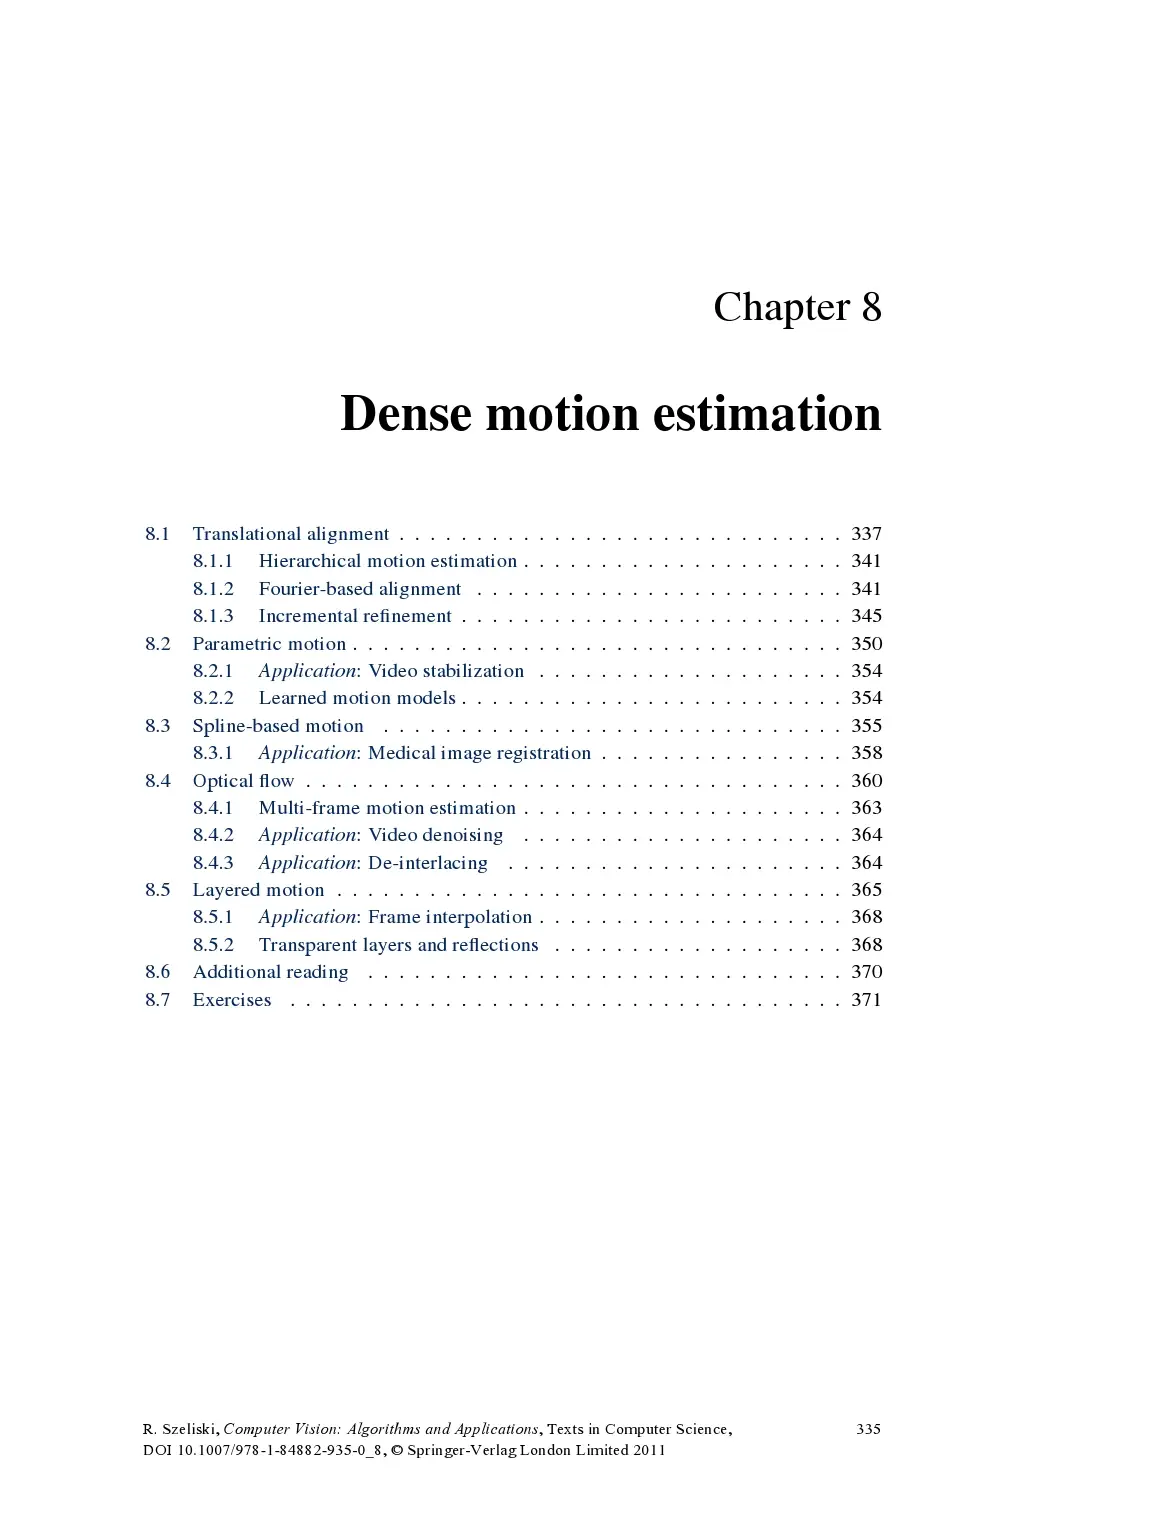 Chapter 8
Dense motion estimation
8.1 Translational alignment . . . . . . . . . . . . . . . . . . . . . . . . . . . . . 337
8.1.1 Hierarchical motion estimation . . . . . . . . . . . . . . . . . . . . . 341
8.1.2 Fourier-based alignment . . . . . . . . . . . . . . . . . . . . . . . . 341
8.1.3 Incremental refinement . . . . . . . . . . . . . . . . . . . . . . . . . 345
8.2 Parametric motion . . . . . . . . . . . . . . . . . . . . . . . . . . . . . . . . 350
8.2.1 Application: Video stabilization . . . . . . . . . . . . . . . . . . . . 354
8.2.2 Learned motion models . . . . . . . . . . . . . . . . . . . . . . . . . 354
8.3 Spline-based motion . . . . . . . . . . . . . . . . . . . . . . . . . . . . . . 355
8.3.1 Application: Medical image registration . . . . . . . . . . . . . . . . 358
8.4 Optical flow . . . . . . . . . . . . . . . . . . . . . . . . . . . . . . . . . . . 360
8.4.1 Multi-frame motion estimation . . . . . . . . . . . . . . . . . . . . . 363
8.4.2 Application: Video denoising . . . . . . . . . . . . . . . . . . . . . 364
8.4.3 Application: De-interlacing . . . . . . . . . . . . . . . . . . . . . . 364
8.5 Layered motion . . . . . . . . . . . . . . . . . . . . . . . . . . . . . . . . . 365
8.5.1 Application: Frame interpolation . . . . . . . . . . . . . . . . . . . . 368
8.5.2 Transparent layers and reflections . . . . . . . . . . . . . . . . . . . 368
8.6 Additional reading . . . . . . . . . . . . . . . . . . . . . . . . . . . . . . . 370
8.7 Exercises . . . . . . . . . . . . . . . . . . . . . . . . . . . . . . . . . . . . 371
R. Szeliski, Computer Vision: Algorithms and Applications, Texts in Computer Science, 335
DOI 10.1007/978-1-84882-935-0_8, © Springer-Verlag London Limited 2011